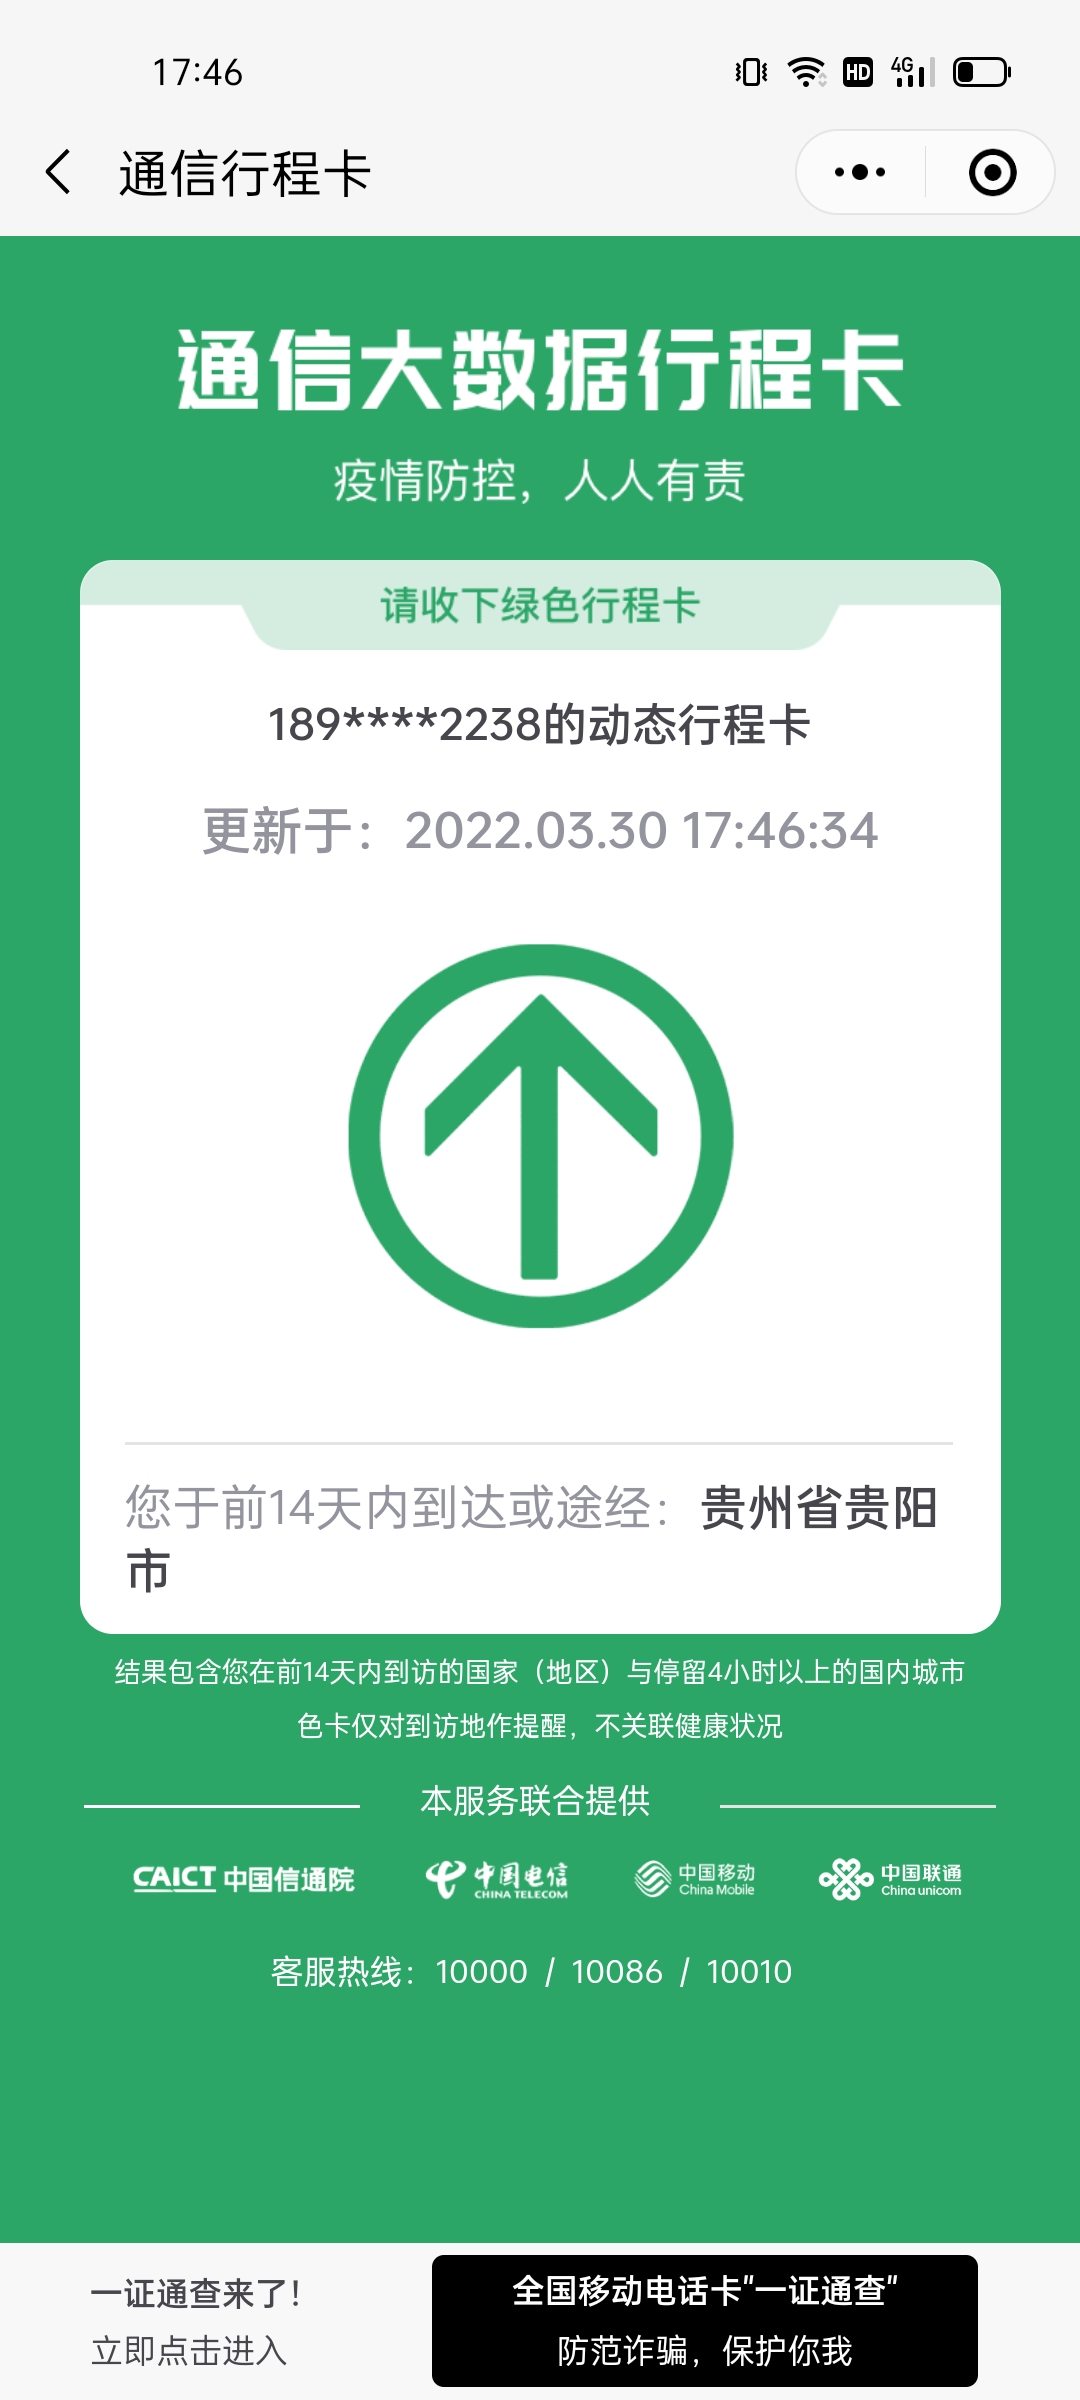 17:46
HD 4G
通信行程卡
通信大数据行程卡
疫情防控，人人有责
请收下绿色行程卡
189****2238的动态行程卡
更新于：2022.03.30 17:46:34
您于前14天内到达或途经：贵州省贵阳
市
结果包含您在前14天内到访的国家（地区）与停留4小时以上的国内城市
色卡仅对到访地作提醒，不关联健康状况
本服务联合提供
CAICT 中国信通院 中国电信 CHINA TELECOM 中国移动 China Mobile 中国联通 China unicom
客服热线：10000 / 10086 / 10010
一证通查来了！
立即点击进入
全国移动电话卡"一证通查"
防范诈骗，保护你我